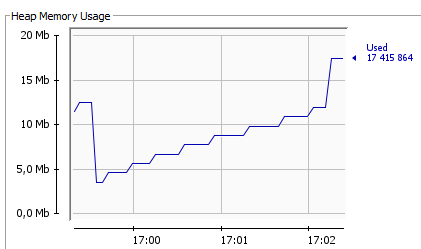 Heap Memory Usage
20 Mb
15 Mb
10 Mb
5,0 Mb
0,0 Mb
Used
17 415 864
17:00
17:01
17:02